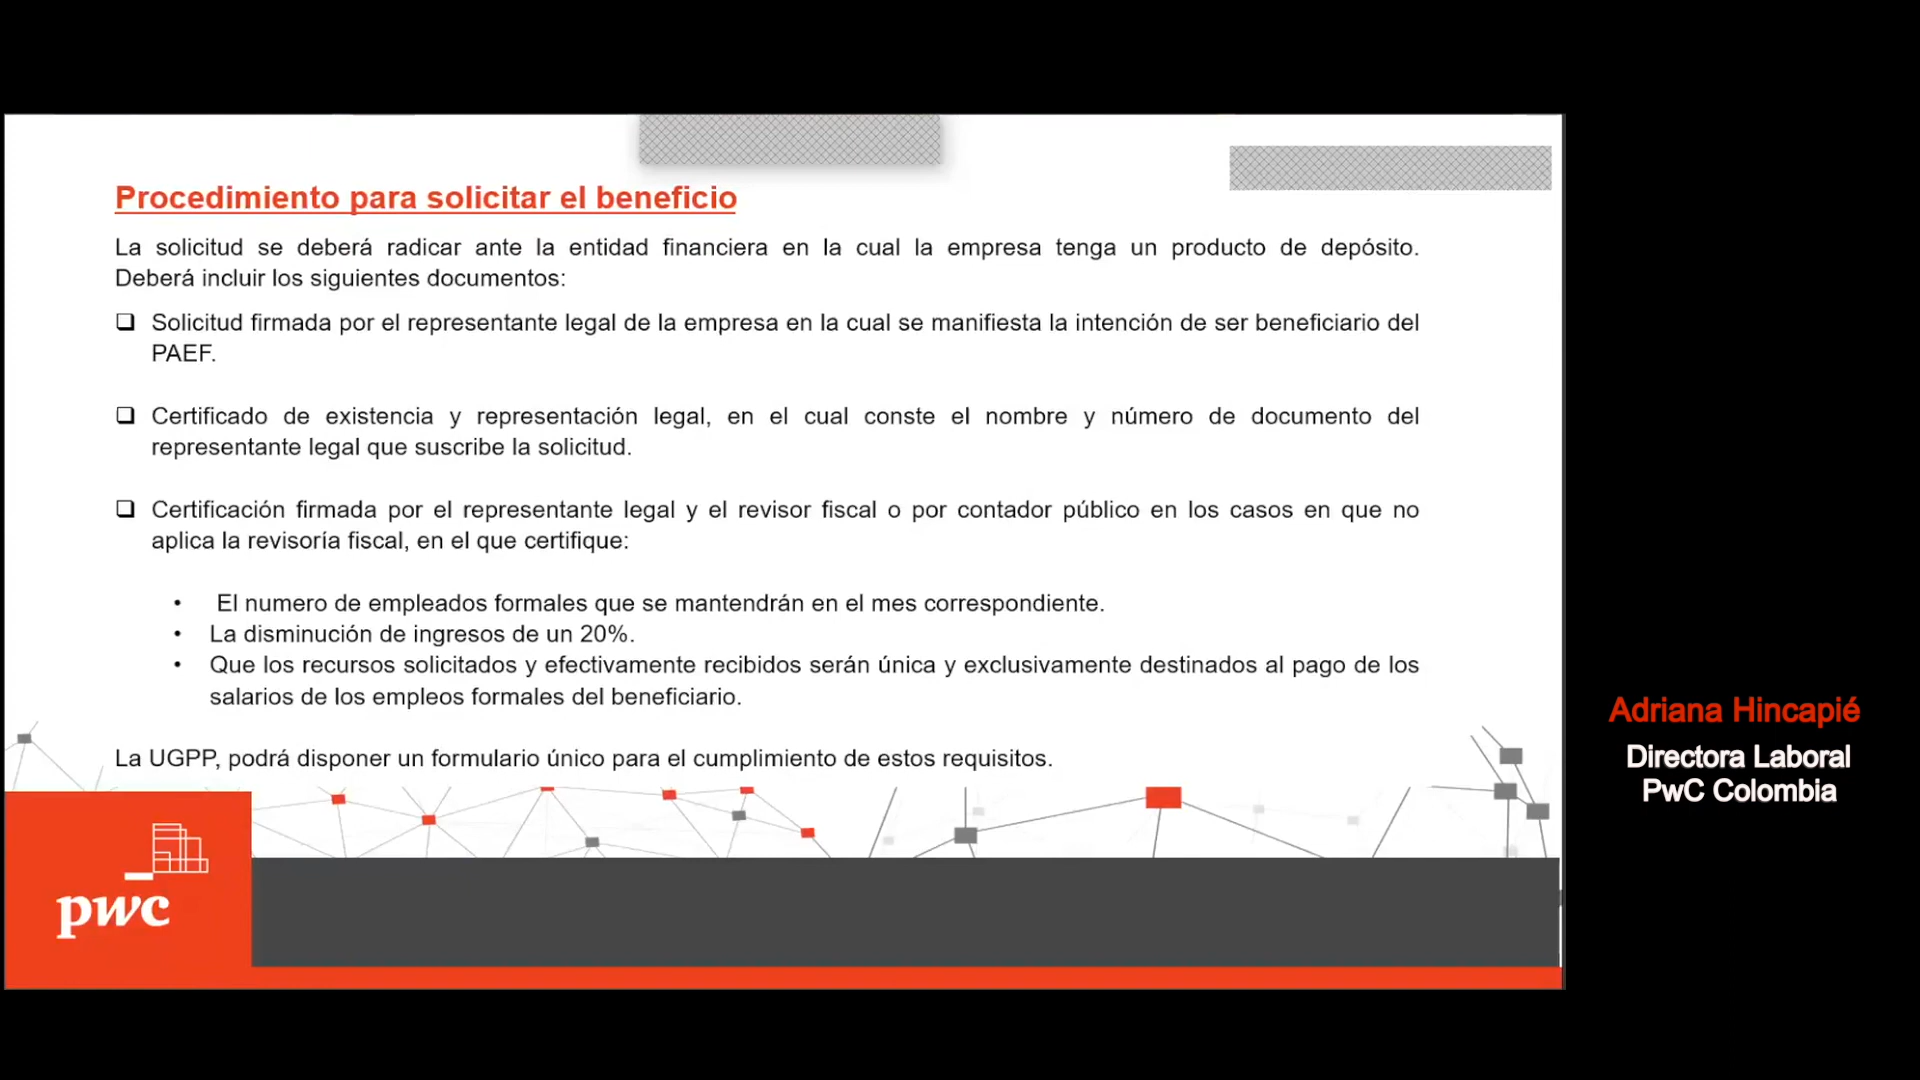 Procedimiento para solicitar el beneficio
La solicitud se deberá radicar ante la entidad financiera en la cual la empresa tenga un producto de depósito.
Deberá incluir los siguientes documentos:
❑ Solicitud firmada por el representante legal de la empresa en la cual se manifiesta la intención de ser beneficiario del
PAEF.
❑ Certificado de existencia y representación legal, en el cual conste el nombre y número de documento del
representante legal que suscribe la solicitud.
❑ Certificación firmada por el representante legal y el revisor fiscal o por contador público en los casos en que no
aplica la revisoría fiscal, en el que certifique:
• El numero de empleados formales que se mantendrán en el mes correspondiente.
• La disminución de ingresos de un 20%.
• Que los recursos solicitados y efectivamente recibidos serán única y exclusivamente destinados al pago de los
salarios de los empleos formales del beneficiario.
La UGPP, podrá disponer un formulario único para el cumplimiento de estos requisitos.
pwc
Adriana Hincapié
Directora Laboral
PwC Colombia